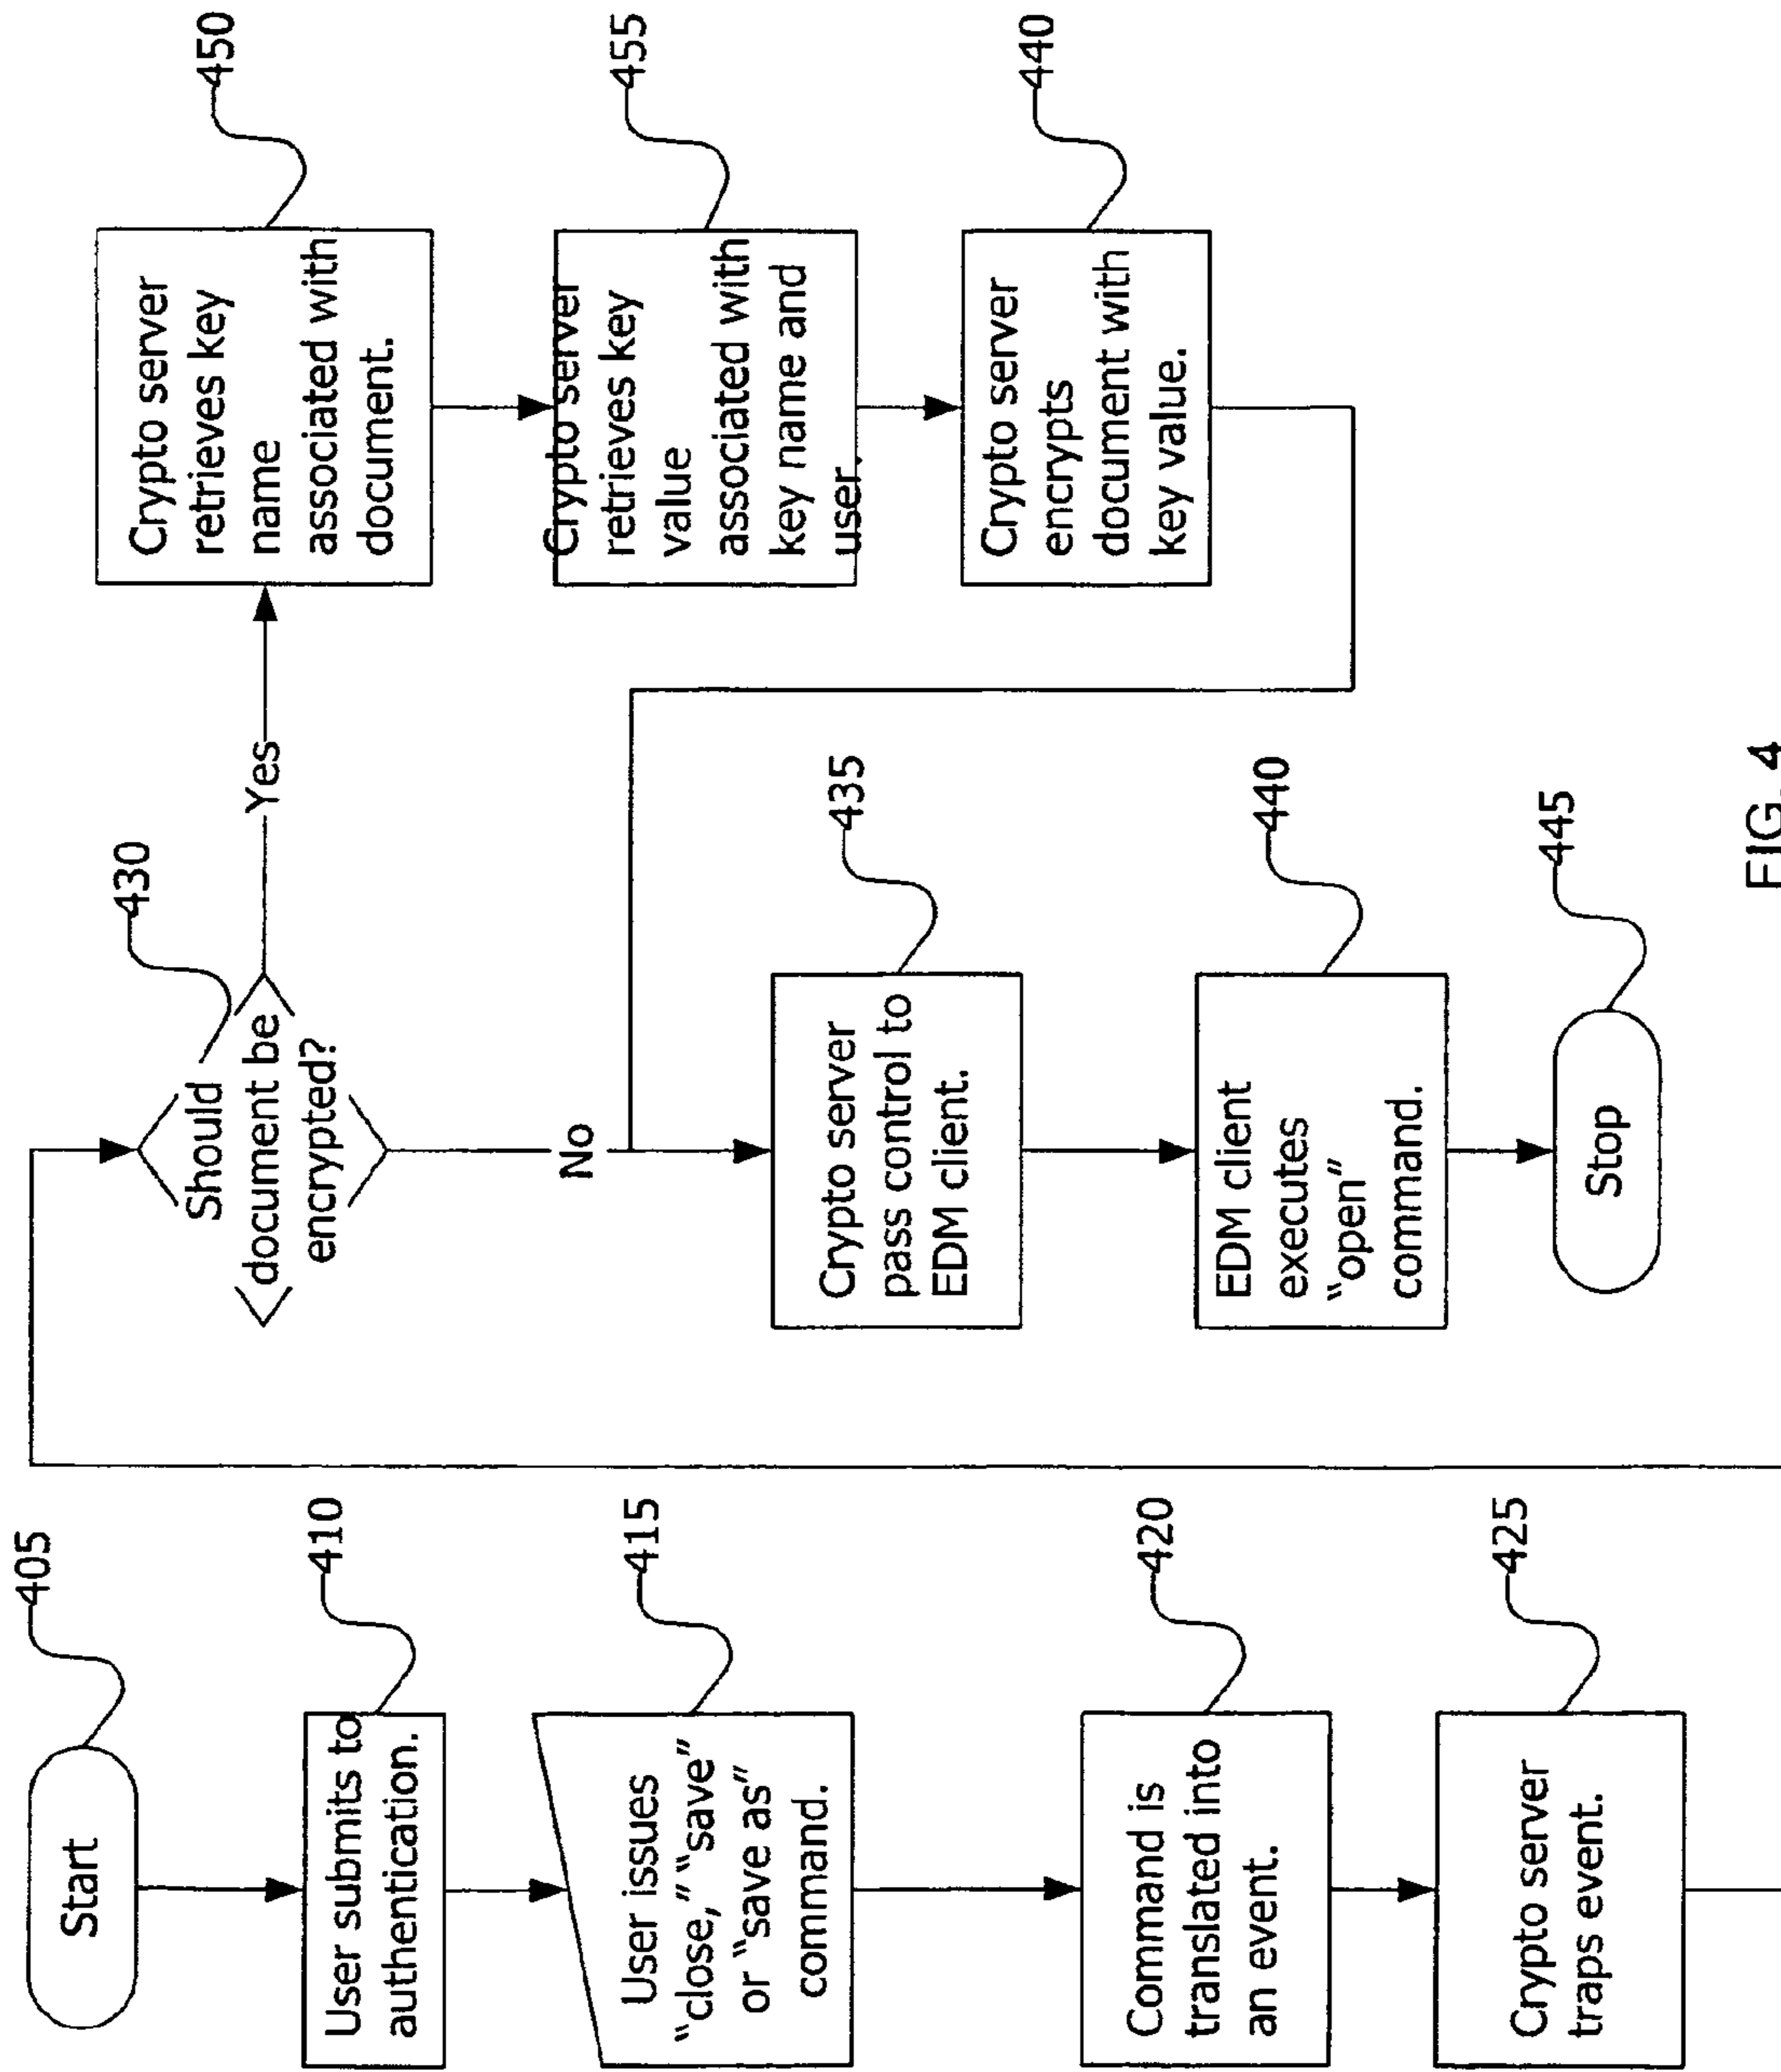 405
Start
410
User submits to
authentication.
415
User issues
“close,” “save”
or “save as”
command.
420
Command is
translated into
an event.
425
Crypto server
traps event.
430
Should
document be
encrypted?
Yes
No
435
Crypto server
pass control to
EDM client.
440
EDM client
executes
“open”
command.
445
Stop
450
Crypto server
retrieves key
name
associated with
document.
455
Crypto server
retrieves key
value
associated with
key name and
user.
440
Crypto server
encrypts
document with
key value.
FIG. 4